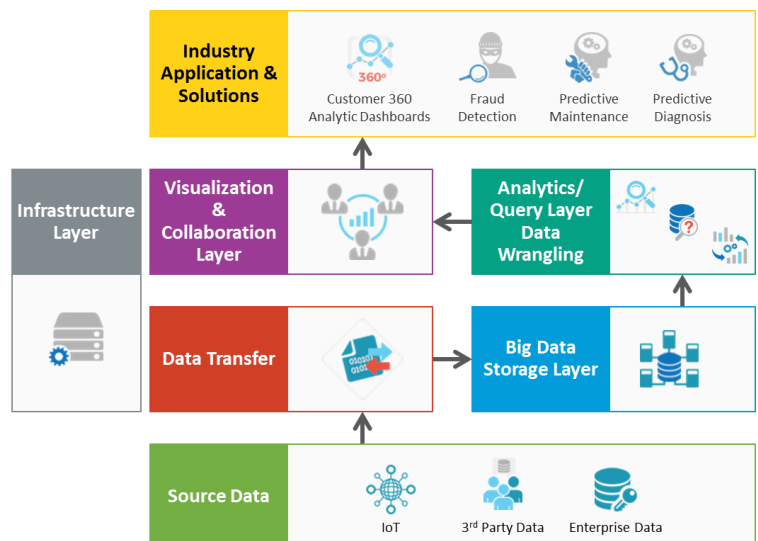 Industry
Application &
Solutions
360°
Customer 360
Analytic Dashboards
Fraud
Detection
Predictive
Maintenance
Predictive
Diagnosis
Infrastructure
Layer
Visualization
&
Collaboration
Layer
Analytics/
Query Layer
Data
Wrangling
?
Data Transfer
01010
0101
Big Data
Storage Layer
Source Data
IoT
3rd Party Data
Enterprise Data